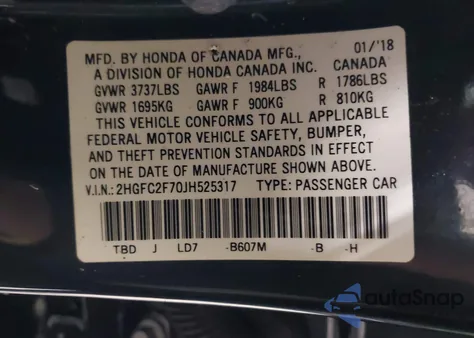 MFD. BY HONDA OF CANADA MFG., 01/'18
A DIVISION OF HONDA CANADA INC. CANADA
GVWR 3737LBS GAWR F 1984LBS R 1786LBS
GVWR 1695KG GAWR F 900KG R 810KG
THIS VEHICLE CONFORMS TO ALL APPLICABLE
FEDERAL MOTOR VEHICLE SAFETY, BUMPER,
AND THEFT PREVENTION STANDARDS IN EFFECT
ON THE DATE OF MANUFACTURE SHOWN ABOVE.
V.I.N.: 2HGFC2F70JH525317 TYPE: PASSENGER CAR
TBD J LD7 -B607M -B -H
autoSnap